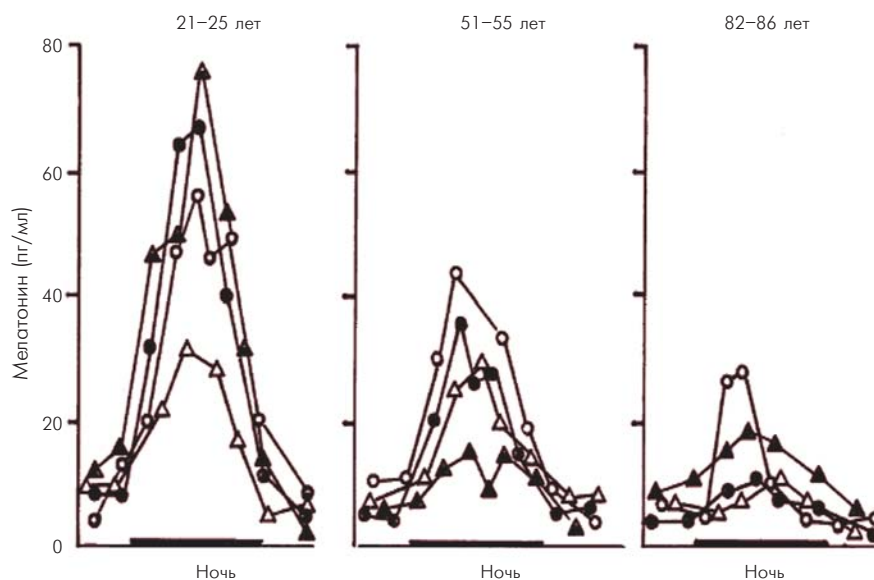 21–25 лет
51–55 лет
82–86 лет
Мелатонин (пг/мл)
80
60
40
20
0
Ночь
Ночь
Ночь